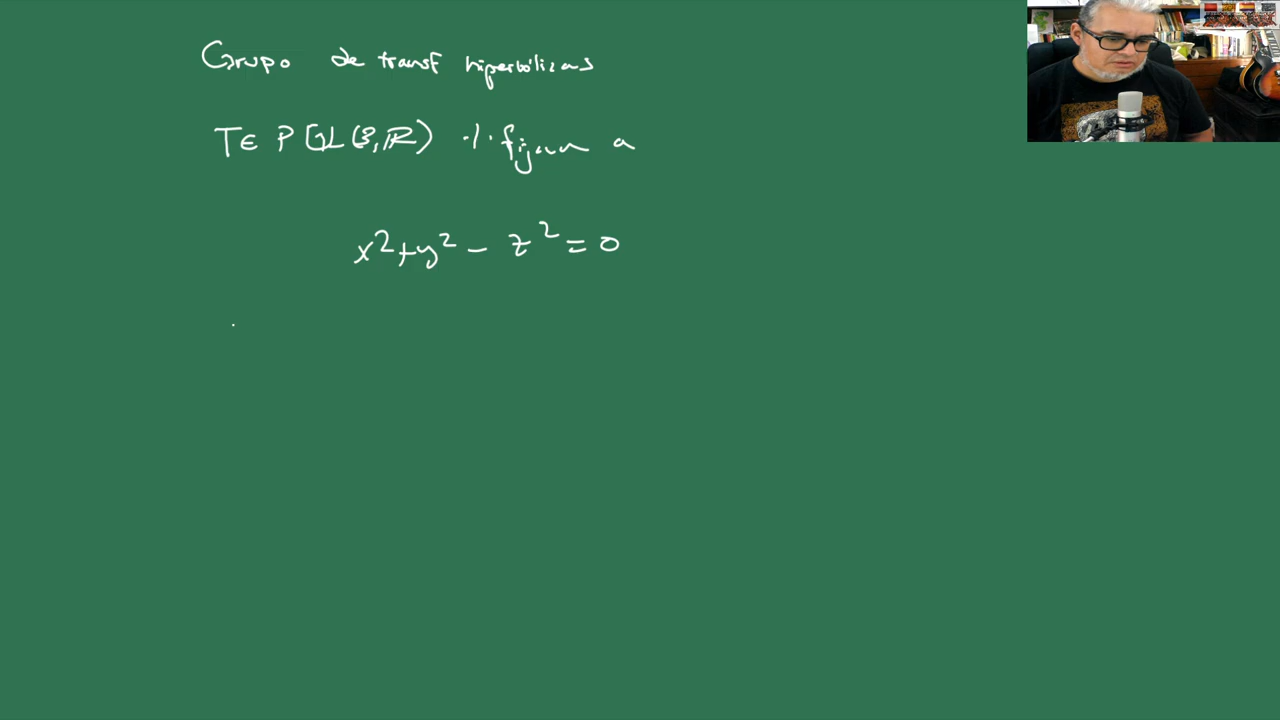 Grupo de transf hiperbólicas
T ∈ PGL(3, ℝ) ·/· fijan a
x² + y² - z² = 0